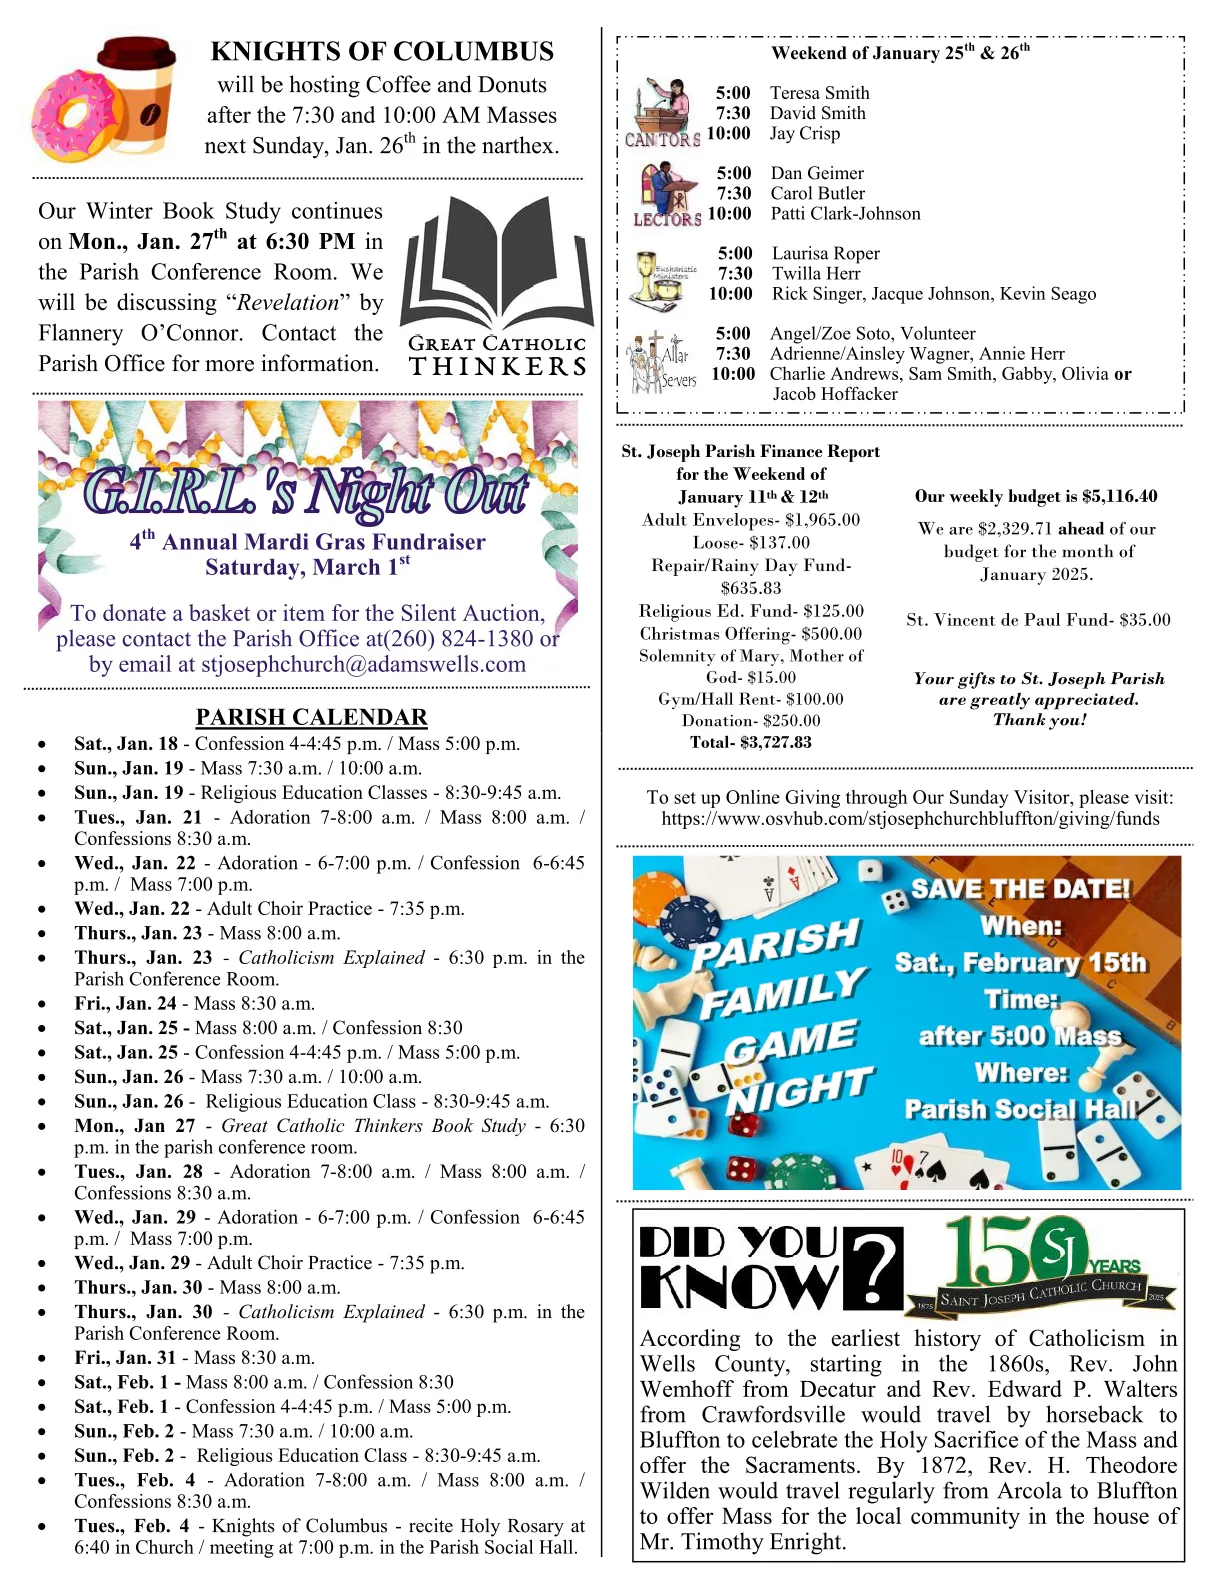 KNIGHTS OF COLUMBUS
will be hosting Coffee and Donuts
after the 7:30 and 10:00 AM Masses
next Sunday, Jan. 26th in the narthex.
Our Winter Book Study continues
on Mon., Jan. 27th at 6:30 PM in
the Parish Conference Room. We
will be discussing “Revelation” by
Flannery O’Connor. Contact the
Parish Office for more information.
GREAT CATHOLIC
THINKERS
G.I.R.L.'s Night Out
4th Annual Mardi Gras Fundraiser
Saturday, March 1st
To donate a basket or item for the Silent Auction,
please contact the Parish Office at(260) 824-1380 or
by email at stjosephchurch@adamswells.com
PARISH CALENDAR
• Sat., Jan. 18 - Confession 4-4:45 p.m. / Mass 5:00 p.m.
• Sun., Jan. 19 - Mass 7:30 a.m. / 10:00 a.m.
• Sun., Jan. 19 - Religious Education Classes - 8:30-9:45 a.m.
• Tues., Jan. 21 - Adoration 7-8:00 a.m. / Mass 8:00 a.m. /
Confessions 8:30 a.m.
• Wed., Jan. 22 - Adoration - 6-7:00 p.m. / Confession 6-6:45
p.m. / Mass 7:00 p.m.
• Wed., Jan. 22 - Adult Choir Practice - 7:35 p.m.
• Thurs., Jan. 23 - Mass 8:00 a.m.
• Thurs., Jan. 23 - Catholicism Explained - 6:30 p.m. in the
Parish Conference Room.
• Fri., Jan. 24 - Mass 8:30 a.m.
• Sat., Jan. 25 - Mass 8:00 a.m. / Confession 8:30
• Sat., Jan. 25 - Confession 4-4:45 p.m. / Mass 5:00 p.m.
• Sun., Jan. 26 - Mass 7:30 a.m. / 10:00 a.m.
• Sun., Jan. 26 - Religious Education Class - 8:30-9:45 a.m.
• Mon., Jan 27 - Great Catholic Thinkers Book Study - 6:30
p.m. in the parish conference room.
• Tues., Jan. 28 - Adoration 7-8:00 a.m. / Mass 8:00 a.m. /
Confessions 8:30 a.m.
• Wed., Jan. 29 - Adoration - 6-7:00 p.m. / Confession 6-6:45
p.m. / Mass 7:00 p.m.
• Wed., Jan. 29 - Adult Choir Practice - 7:35 p.m.
• Thurs., Jan. 30 - Mass 8:00 a.m.
• Thurs., Jan. 30 - Catholicism Explained - 6:30 p.m. in the
Parish Conference Room.
• Fri., Jan. 31 - Mass 8:30 a.m.
• Sat., Feb. 1 - Mass 8:00 a.m. / Confession 8:30
• Sat., Feb. 1 - Confession 4-4:45 p.m. / Mass 5:00 p.m.
• Sun., Feb. 2 - Mass 7:30 a.m. / 10:00 a.m.
• Sun., Feb. 2 - Religious Education Class - 8:30-9:45 a.m.
• Tues., Feb. 4 - Adoration 7-8:00 a.m. / Mass 8:00 a.m. /
Confessions 8:30 a.m.
• Tues., Feb. 4 - Knights of Columbus - recite Holy Rosary at
6:40 in Church / meeting at 7:00 p.m. in the Parish Social Hall.
Weekend of January 25th & 26th
CANTORS
5:00 Teresa Smith
7:30 David Smith
10:00 Jay Crisp
LECTORS
5:00 Dan Geimer
7:30 Carol Butler
10:00 Patti Clark-Johnson
Eucharistic
Ministers
5:00 Laurisa Roper
7:30 Twilla Herr
10:00 Rick Singer, Jacque Johnson, Kevin Seago
Altar
Servers
5:00 Angel/Zoe Soto, Volunteer
7:30 Adrienne/Ainsley Wagner, Annie Herr
10:00 Charlie Andrews, Sam Smith, Gabby, Olivia or
Jacob Hoffacker
St. Joseph Parish Finance Report
for the Weekend of
January 11th & 12th
Adult Envelopes- $1,965.00
Loose- $137.00
Repair/Rainy Day Fund-
$635.83
Religious Ed. Fund- $125.00
Christmas Offering- $500.00
Solemnity of Mary, Mother of
God- $15.00
Gym/Hall Rent- $100.00
Donation- $250.00
Total- $3,727.83
Our weekly budget is $5,116.40
We are $2,329.71 ahead of our
budget for the month of
January 2025.
St. Vincent de Paul Fund- $35.00
Your gifts to St. Joseph Parish
are greatly appreciated.
Thank you!
To set up Online Giving through Our Sunday Visitor, please visit:
https://www.osvhub.com/stjosephchurchbluffton/giving/funds
PARISH
FAMILY
GAME
NIGHT
SAVE THE DATE!
When:
Sat., February 15th
Time:
after 5:00 Mass
Where:
Parish Social Hall
DID YOU
KNOW?
150 SJ YEARS
1875 SAINT JOSEPH CATHOLIC CHURCH 2025
According to the earliest history of Catholicism in
Wells County, starting in the 1860s, Rev. John
Wemhoff from Decatur and Rev. Edward P. Walters
from Crawfordsville would travel by horseback to
Bluffton to celebrate the Holy Sacrifice of the Mass and
offer the Sacraments. By 1872, Rev. H. Theodore
Wilden would travel regularly from Arcola to Bluffton
to offer Mass for the local community in the house of
Mr. Timothy Enright.